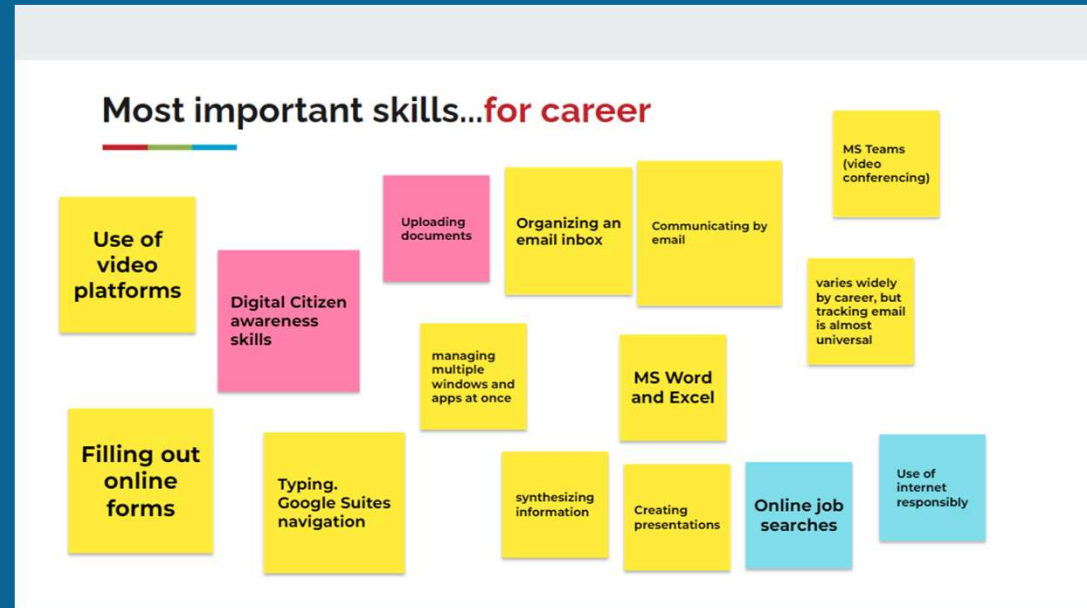 Most important skills...for career
MS Teams
(video
conferencing)
Use of
video
platforms
Digital Citizen
awareness
skills
Uploading
documents
Organizing an
email inbox
Communicating by
email
varies widely
by career, but
tracking email
is almost
universal
managing
multiple
windows and
apps at once
MS Word
and Excel
Filling out
online
forms
Typing.
Google Suites
navigation
synthesizing
information
Creating
presentations
Online job
searches
Use of
internet
responsibly